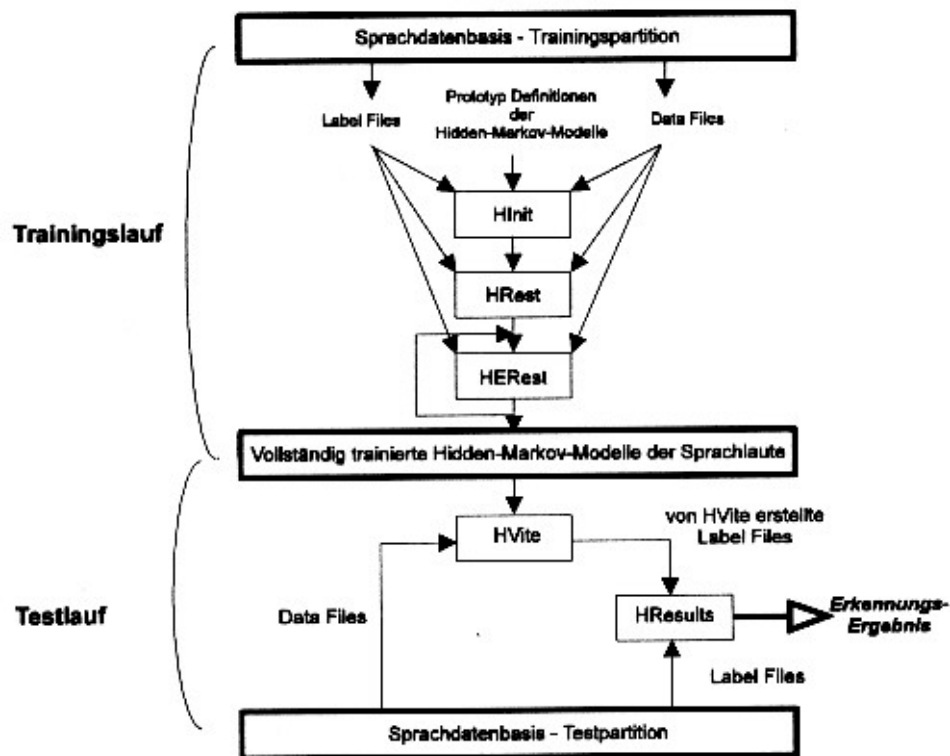 Sprachdatenbasis - Trainingspartition
Label Files
Prototyp Definitionen
der
Hidden-Markov-Modelle
Data Files
HInit
Trainingslauf
HRest
HERest
Vollständig trainierte Hidden-Markov-Modelle der Sprachlaute
HVite
von HVite erstellte
Label Files
Testlauf
Data Files
HResults
Erkennungs-
Ergebnis
Label Files
Sprachdatenbasis - Testpartition